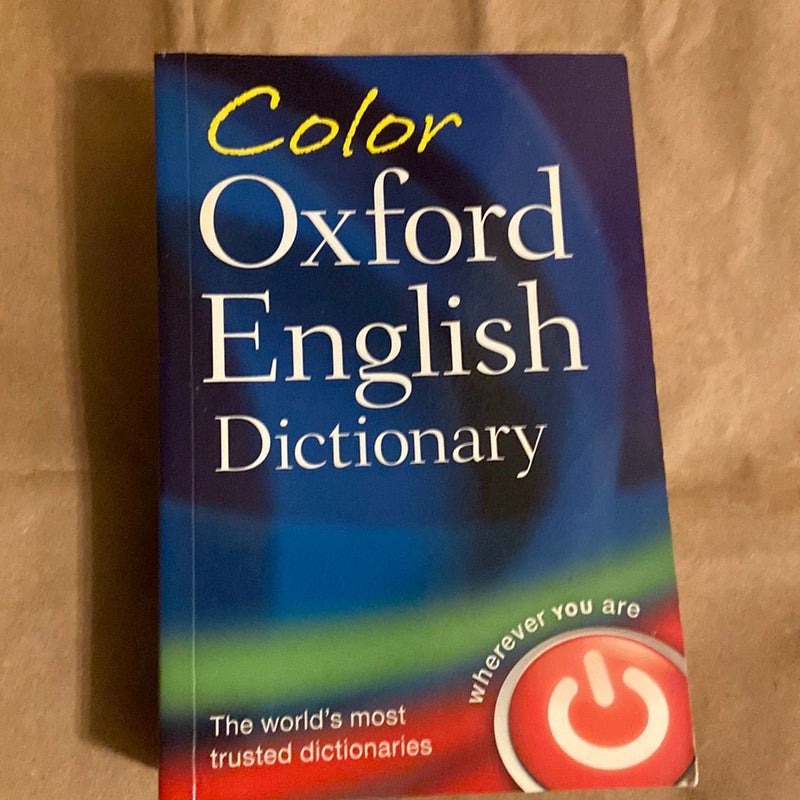 Color
Oxford
English
Dictionary
wherever YOU are
The world's most
trusted dictionaries